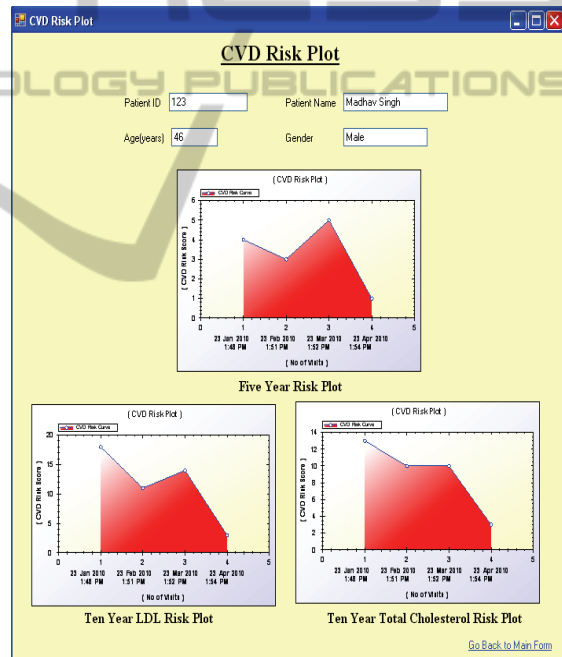 CVD Risk Plot
CVD Risk Plot
OLOGY PUBLICATIONS
Patient ID 123 Patient Name Madhav Singh
Age(years) 46 Gender Male
( CVD Risk Plot )
CVD Risk Curve
( CVD Risk Score )
6
5
4
3
2
1
0
0 1 2 3 4 5
23 Jan 2010 23 Feb 2010 23 Mar 2010 23 Apr 2010
1:48 PM 1:51 PM 1:52 PM 1:54 PM
( No of Visits )
Five Year Risk Plot
( CVD Risk Plot )
CVD Risk Curve
( CVD Risk Score )
20
15
10
5
0
0 1 2 3 4 5
23 Jan 2010 23 Feb 2010 23 Mar 2010 23 Apr 2010
1:48 PM 1:51 PM 1:52 PM 1:54 PM
( No of Visits )
Ten Year LDL Risk Plot
( CVD Risk Plot )
CVD Risk Curve
( CVD Risk Score )
14
12
10
8
6
4
2
0
0 1 2 3 4 5
23 Jan 2010 23 Feb 2010 23 Mar 2010 23 Apr 2010
1:48 PM 1:51 PM 1:52 PM 1:54 PM
( No of Visits )
Ten Year Total Cholesterol Risk Plot
Go Back to Main Form